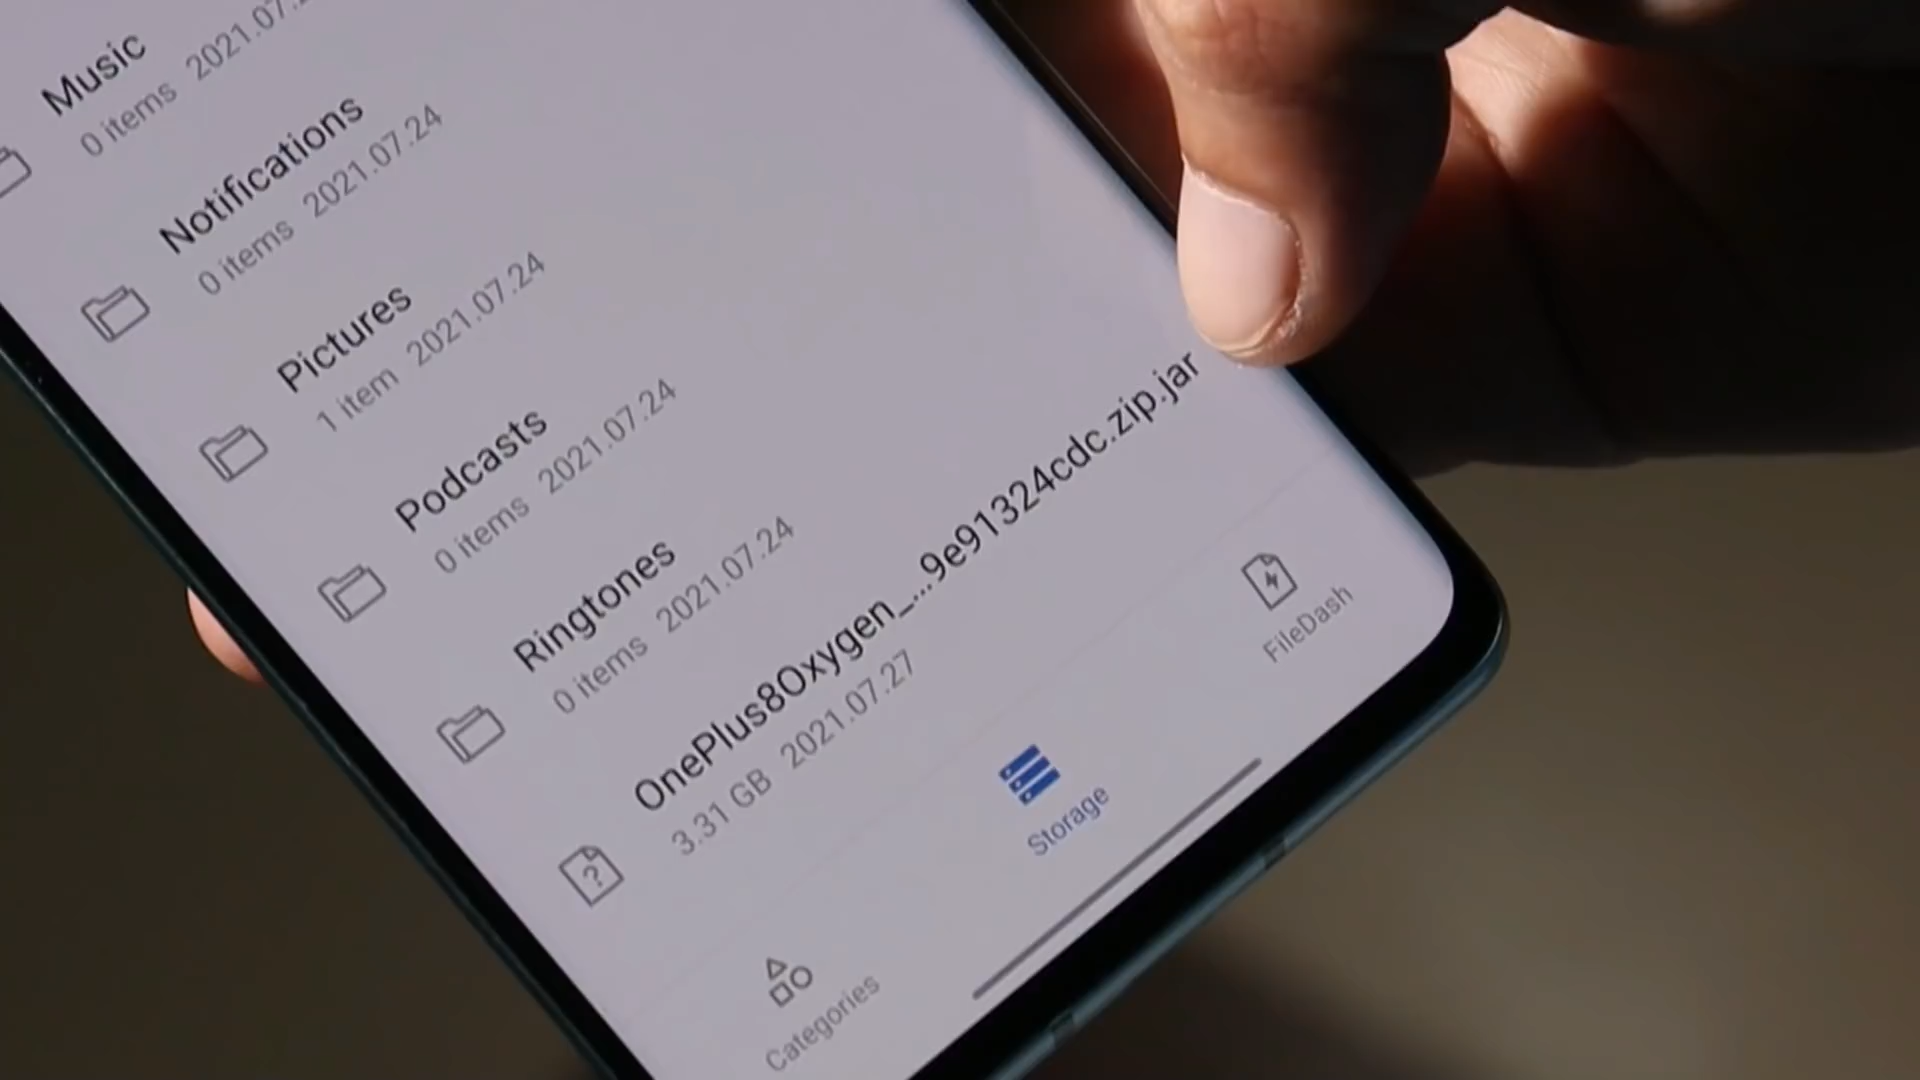 Music
0 items 2021.07.2
Notifications
0 items 2021.07.24
Pictures
1 item 2021.07.24
Podcasts
0 items 2021.07.24
Ringtones
0 items 2021.07.24
OnePlus8Oxygen_...9e91324cdc.zip.jar
3.31 GB 2021.07.27
Categories
Storage
FileDash